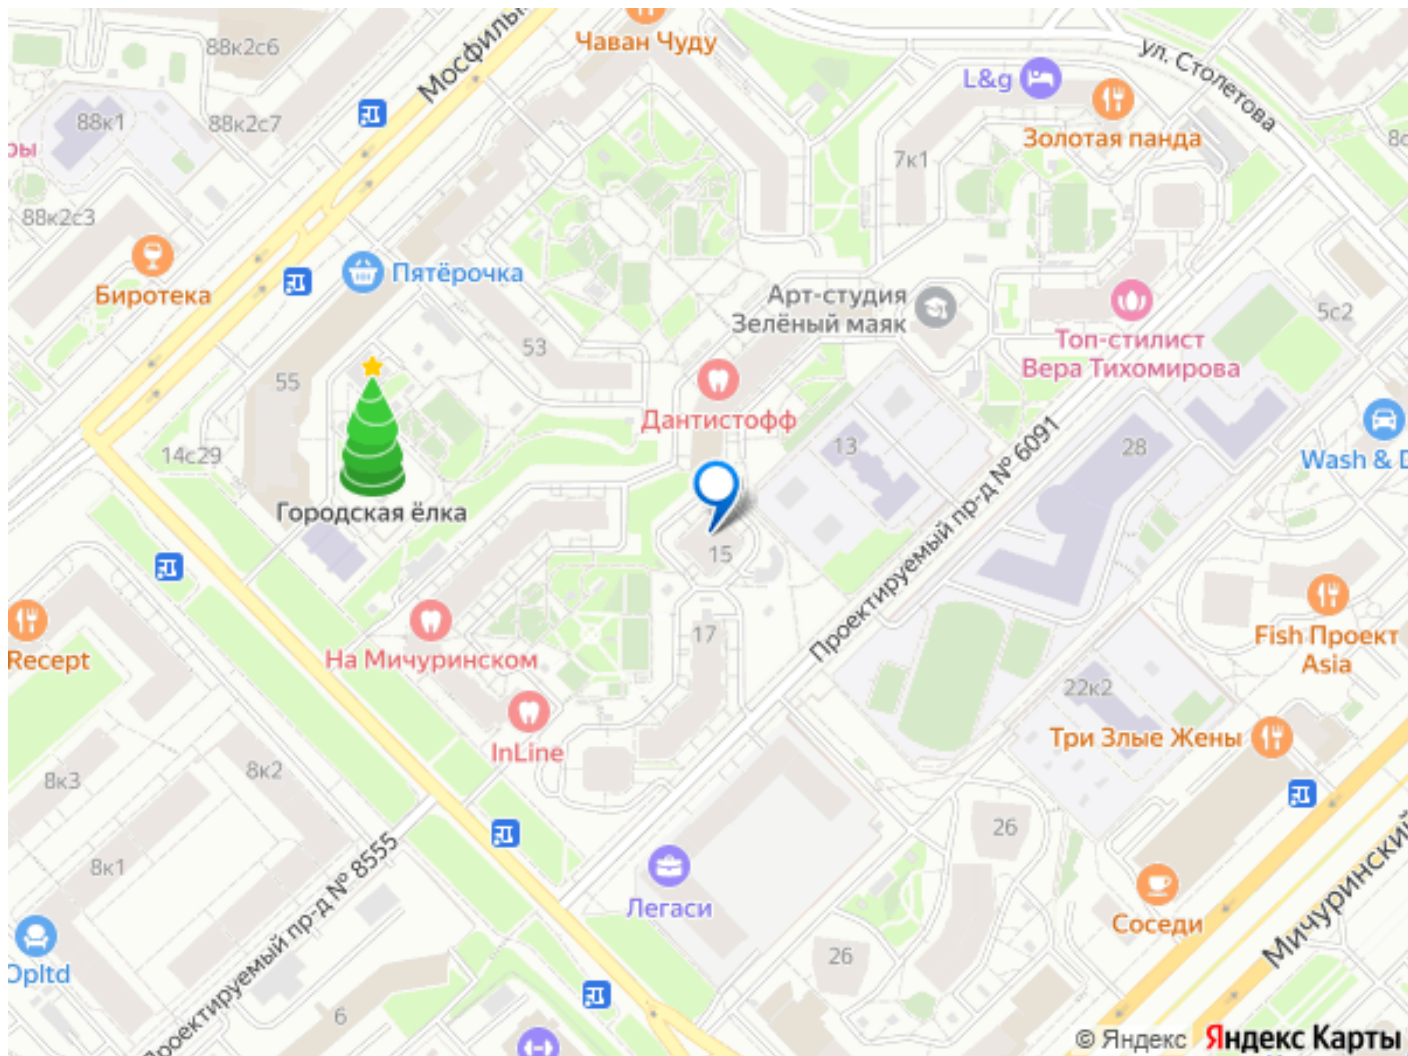 88к2с6
Чаван Чуду
Мосфильм
ул. Столетова
L&g
88к1
88к2с7
Золотая панда
ры
7к1
88к2с3
Пятёрочка
Биротека
Арт-студия
Зелёный маяк
5с2
Топ-стилист
Вера Тихомирова
53
55
Дантистофф
13
28
14с29
Wash & D
Городская ёлка
Проектируемый пр-д № 6091
15
17
Recept
На Мичуринском
Fish Проект
Asia
22к2
Три Злые Жены
InLine
8к3
8к2
26
8к1
Проектируемый пр-д № 8555
Легаси
Соседи
Мичуринский
Opltd
26
6
© Яндекс Яндекс Карты